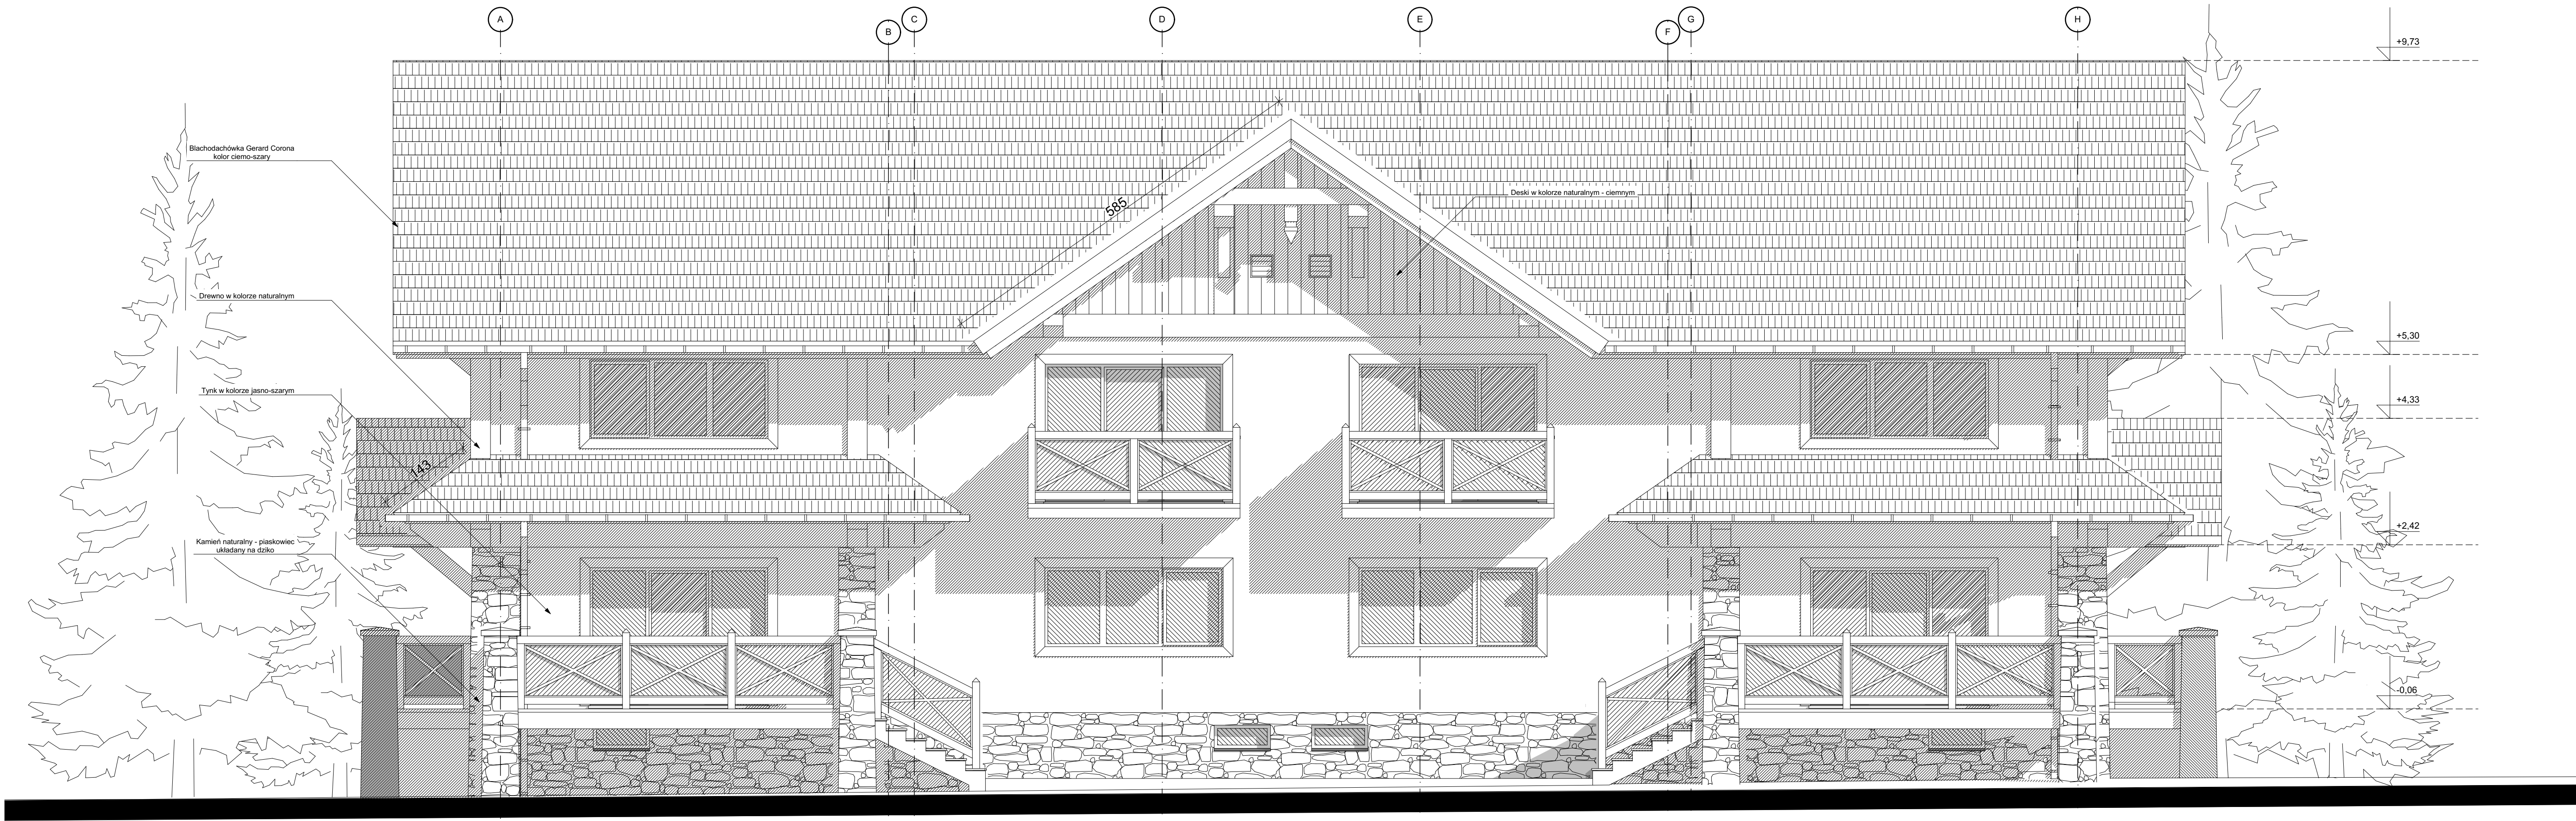 A
B
C
D
E
F
G
H
+9,73
Blachodachówka Gerard Corona
kolor ciemo-szary
Deski w kolorze naturalnym - ciemnym
585
Drewno w kolorze naturalnym
+5,30
Tynk w kolorze jasno-szarym
+4,33
143
+2,42
Kamień naturalny - piaskowiec
układany na dziko
-0,06